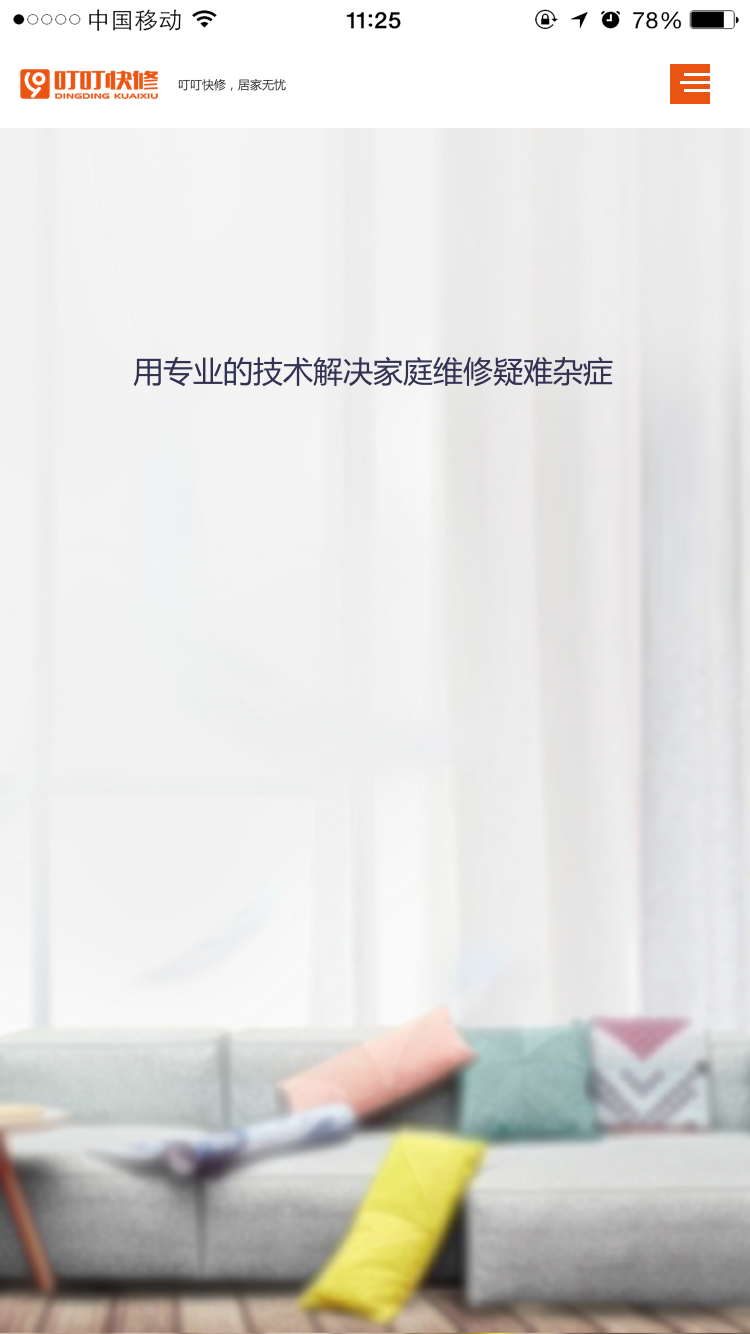 中国移动 11:25 78%
叮叮快修
DINGDING KUAIXIU
叮叮快修，居家无忧
用专业的技术解决家庭维修疑难杂症